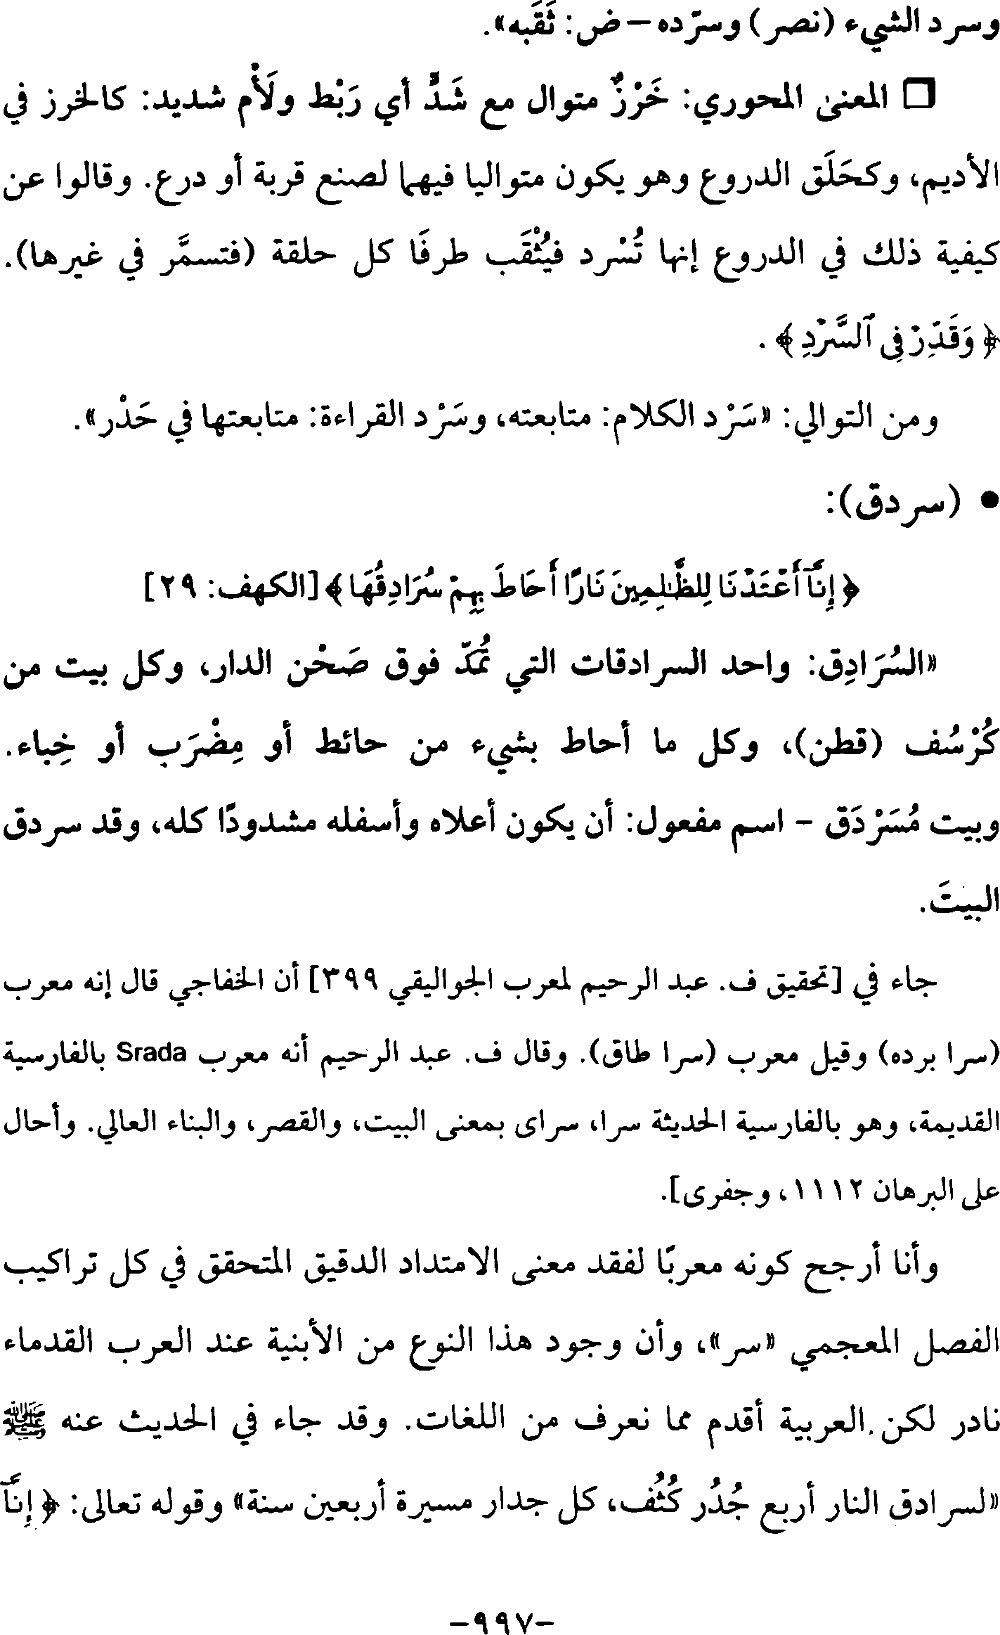 وسرد الشيء (نصر) وسرّده – ض: ثَقَبه».
❒ المعنى المحوري: خَرْزٌ متوال مع شَدٍّ أي رَبْط ولَأْم شديد: كالخرز في
الأديم، وكحَلَق الدروع وهو يكون متواليا فيهما لصنع قربة أو درع. وقالوا عن
كيفية ذلك في الدروع إنها تُسْرد فيُثْقَب طرفَا كل حلقة (فتسمَّر في غيرها).
﴿وَقَدِّرْ فِى ٱلسَّرْدِ﴾.
ومن التوالي: «سَرْد الكلام: متابعته، وسَرْد القراءة: متابعتها في حَدْر».
• (سردق):
﴿إِنَّآ أَعْتَدْنَا لِلظَّٰلِمِينَ نَارًا أَحَاطَ بِهِمْ سُرَادِقُهَا﴾ [الكهف: ٢٩]
«السُرَادِق: واحد السرادقات التي تُمَدّ فوق صَحْن الدار، وكل بيت من
كُرْسُف (قطن)، وكل ما أحاط بشيء من حائط أو مِضْرَب أو خِباء.
وبيت مُسَرْدَق - اسم مفعول: أن يكون أعلاه وأسفله مشدودًا كله، وقد سردق
البيتَ.
جاء في [تحقيق ف. عبد الرحيم لمعرب الجواليقي ٣٩٩] أن الخفاجي قال إنه معرب
(سرا برده) وقيل معرب (سرا طاق). وقال ف. عبد الرحيم أنه معرب Srada بالفارسية
القديمة، وهو بالفارسية الحديثة سرا، سراى بمعنى البيت، والقصر، والبناء العالي. وأحال
على البرهان ١١١٢، وجفرى].
وأنا أرجح كونه معربًا لفقد معنى الامتداد الدقيق المتحقق في كل تراكيب
الفصل المعجمي «سر»، وأن وجود هذا النوع من الأبنية عند العرب القدماء
نادر لكن العربية أقدم مما نعرف من اللغات. وقد جاء في الحديث عنه ﷺ
«لسرادق النار أربع جُدُر كُثُف، كل جدار مسيرة أربعين سنة» وقوله تعالى: ﴿إِنَّآ
-٩٩٧-